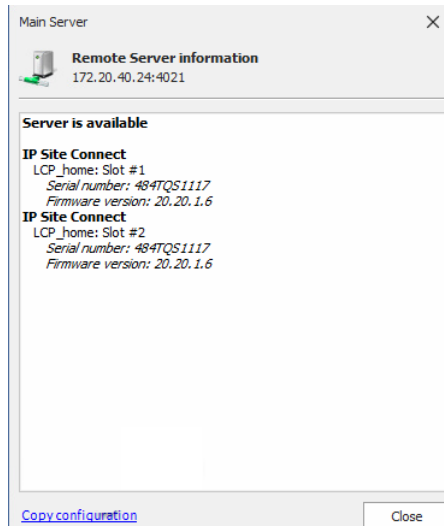 Main Server
Remote Server information
172.20.40.24:4021
Server is available
IP Site Connect
LCP_home: Slot #1
Serial number: 484TQS1117
Firmware version: 20.20.1.6
IP Site Connect
LCP_home: Slot #2
Serial number: 484TQS1117
Firmware version: 20.20.1.6
Copy configuration
Close